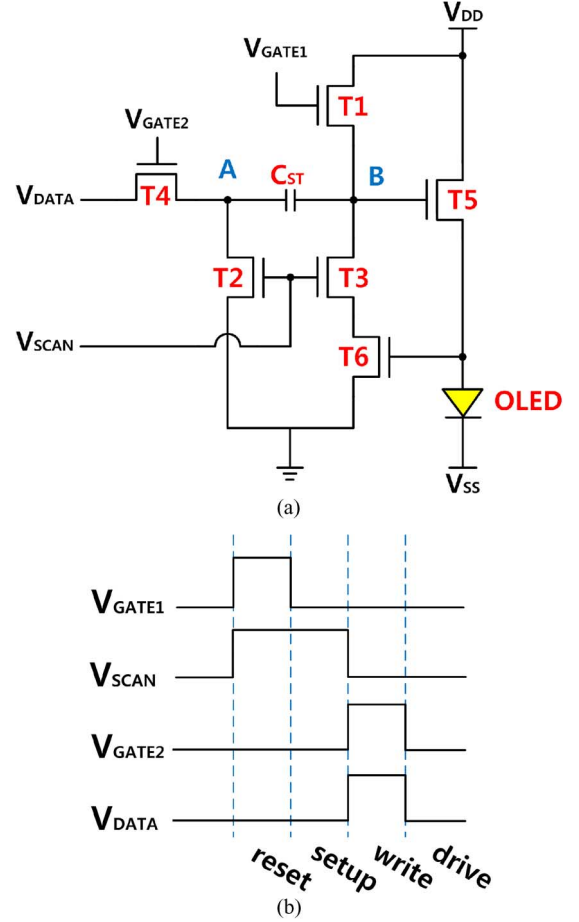 VDD
VGATE1
T1
VGATE2
A
CST
B
VDATA
T4
T5
T2
T3
VSCAN
T6
OLED
VSS
(a)
VGATE1
VSCAN
VGATE2
VDATA
reset setup write drive
(b)